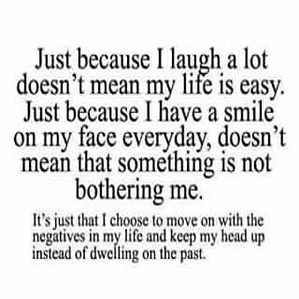 Just because I laugh a lot
doesn't mean my life is easy.
Just because I have a smile
on my face everyday, doesn't
mean that something is not
bothering me.
It's just that I choose to move on with the
negatives in my life and keep my head up
instead of dwelling on the past.